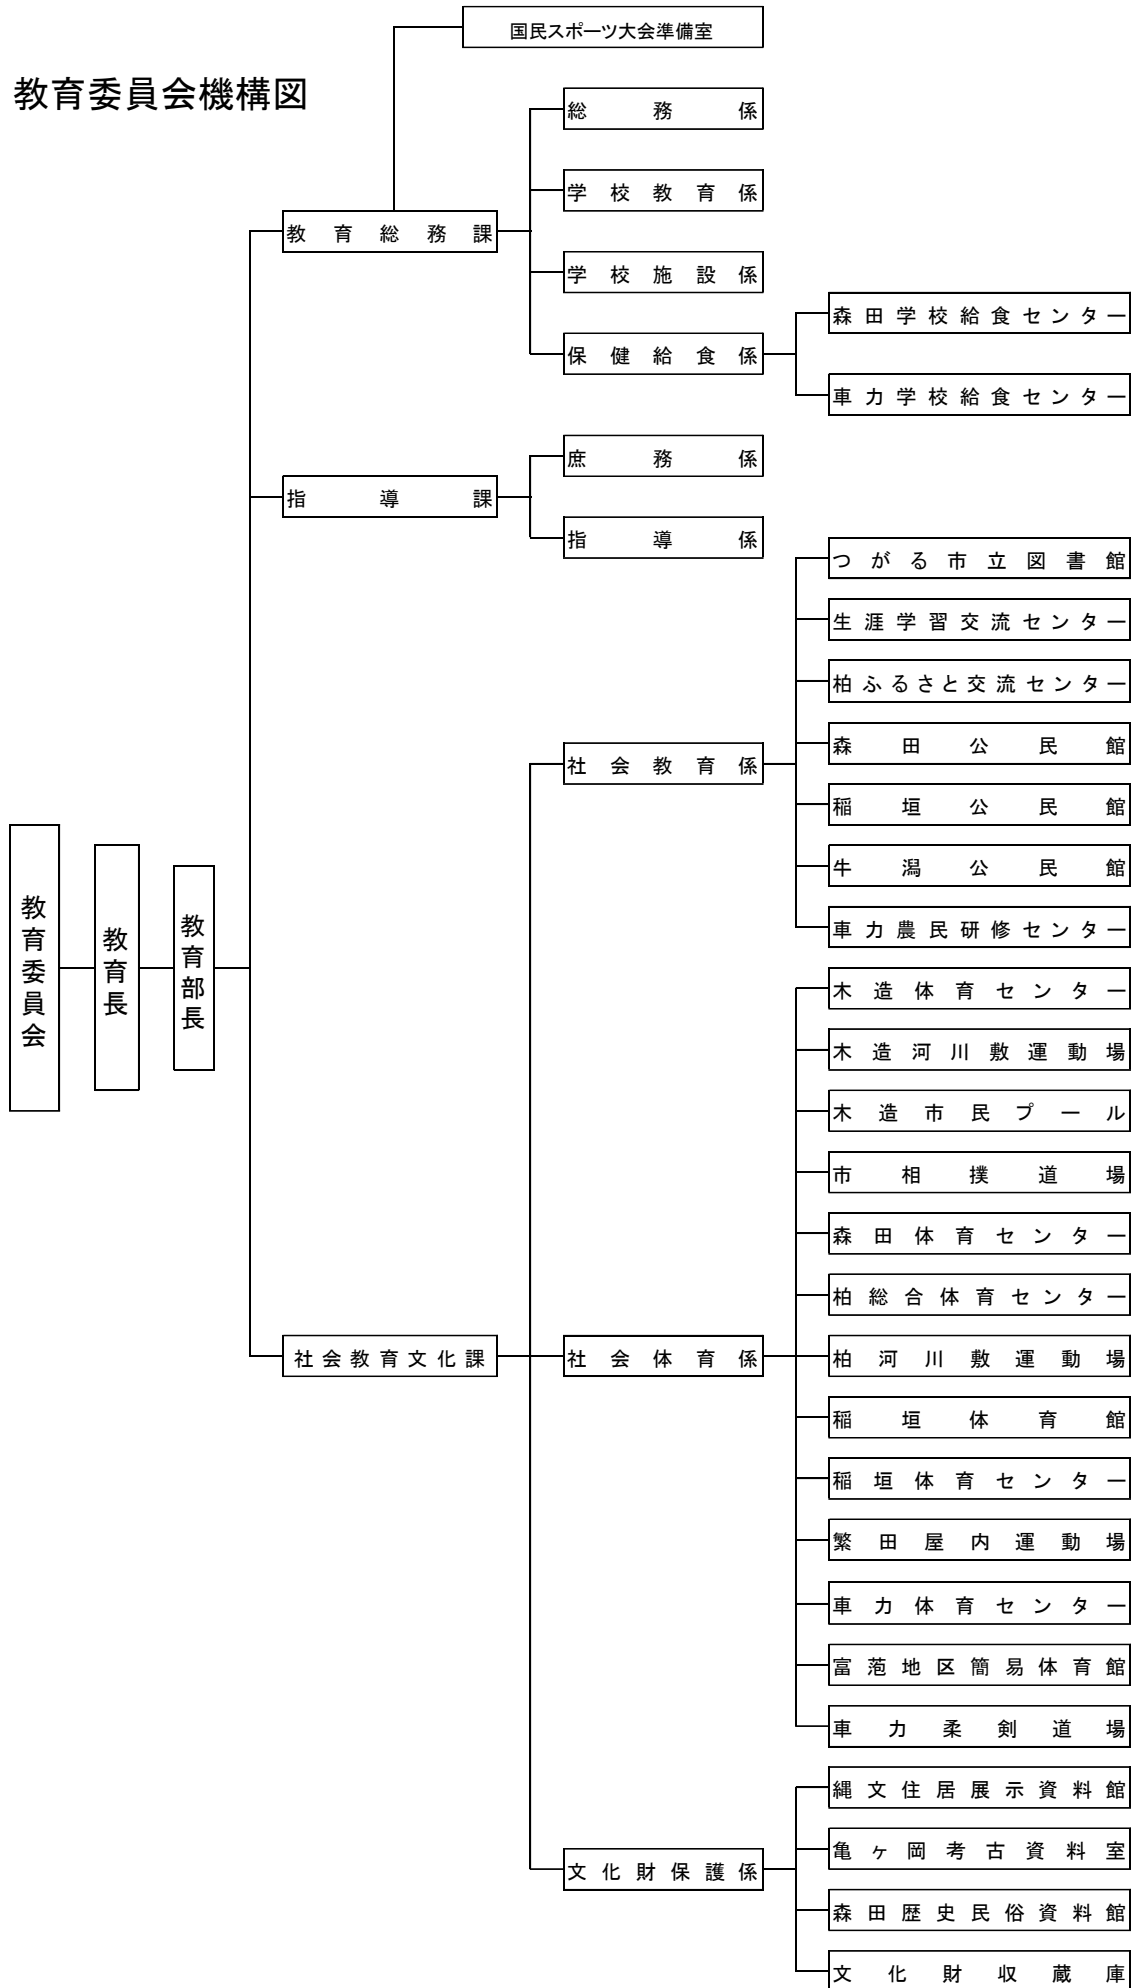 国民スポーツ大会準備室
教育委員会機構図
総務係
学校教育係
教育総務課
学校施設係
森田学校給食センター
保健給食係
車力学校給食センター
庶務係
指導課
指導係
つがる市立図書館
生涯学習交流センター
柏ふるさと交流センター
森田公民館
社会教育係
稲垣公民館
牛潟公民館
車力農民研修センター
教育委員会
教育長
教育部長
木造体育センター
木造河川敷運動場
木造市民プール
市相撲道場
森田体育センター
柏総合体育センター
社会教育文化課
社会体育係
柏河川敷運動場
稲垣体育館
稲垣体育センター
繁田屋内運動場
車力体育センター
富萢地区簡易体育館
車力柔剣道場
縄文住居展示資料館
亀ヶ岡考古資料室
文化財保護係
森田歴史民俗資料館
文化財収蔵庫